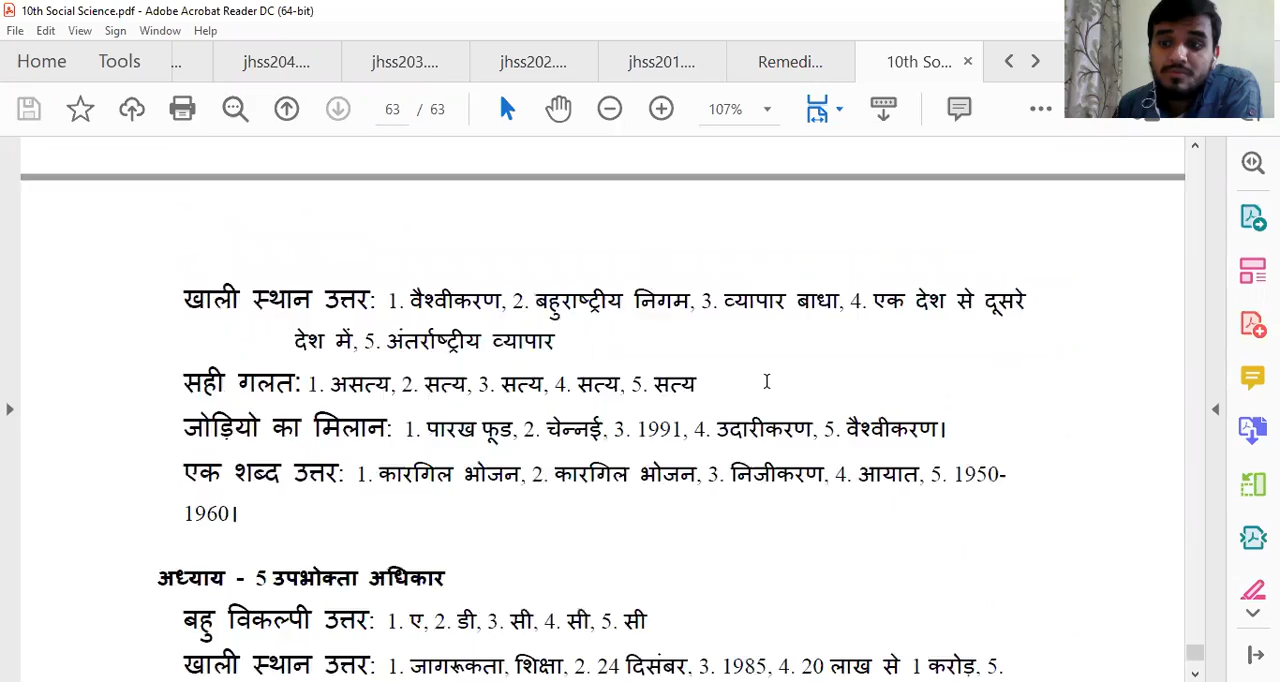 10th Social Science.pdf - Adobe Acrobat Reader DC (64-bit)
File Edit View Sign Window Help
Home Tools ... jhss204.... jhss203.... jhss202.... jhss201.... Remedi... 10th So... ×
63 / 63 107%
खाली स्थान उत्तर: 1. वैश्वीकरण, 2. बहुराष्ट्रीय निगम, 3. व्यापार बाधा, 4. एक देश से दूसरे
देश में, 5. अंतर्राष्ट्रीय व्यापार
सही गलत: 1. असत्य, 2. सत्य, 3. सत्य, 4. सत्य, 5. सत्य
जोड़ियो का मिलान: 1. पारख फूड, 2. चेन्नई, 3. 1991, 4. उदारीकरण, 5. वैश्वीकरण।
एक शब्द उत्तर: 1. कारगिल भोजन, 2. कारगिल भोजन, 3. निजीकरण, 4. आयात, 5. 1950-
1960।
अध्याय - 5 उपभोक्ता अधिकार
बहु विकल्पी उत्तर: 1. ए, 2. डी, 3. सी, 4. सी, 5. सी
खाली स्थान उत्तर: 1. जागरूकता, शिक्षा, 2. 24 दिसंबर, 3. 1985, 4. 20 लाख से 1 करोड़, 5.